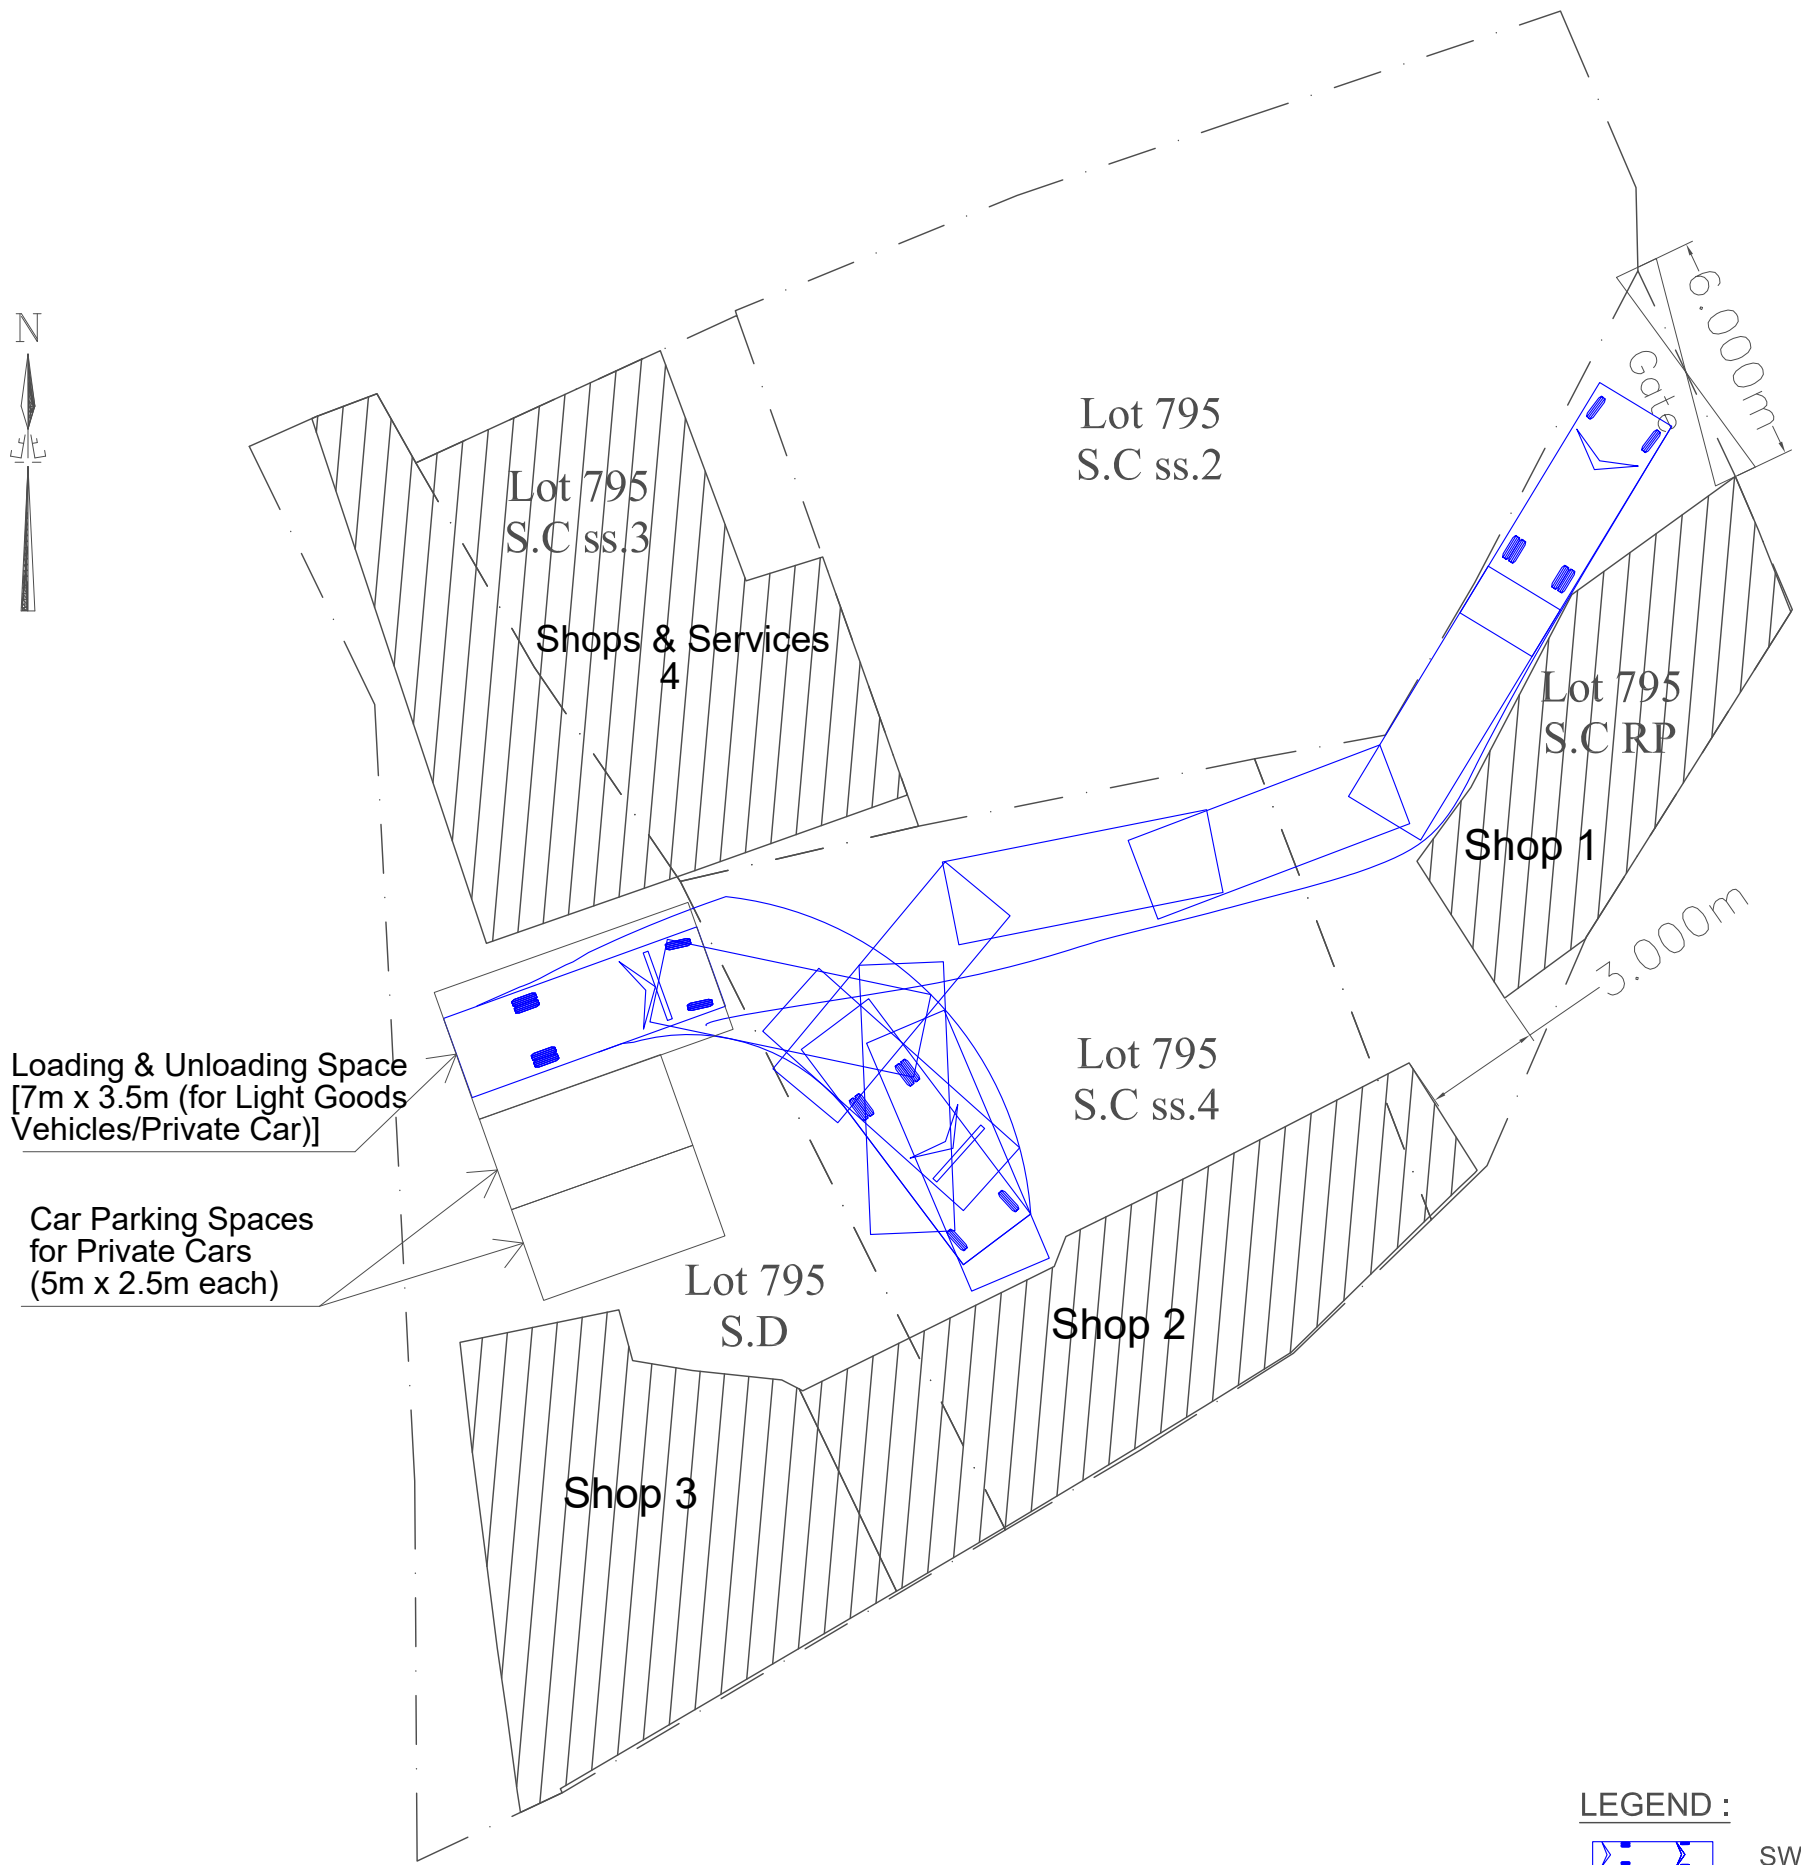 N
6.000m
Gate
Lot 795
S.C ss.2
Lot 795
S.C ss.3
Shops & Services
4
Lot 795
S.C RP
Shop 1
3.000m
Loading & Unloading Space
[7m x 3.5m (for Light Goods
Vehicles/Private Car)]
Lot 795
S.C ss.4
Car Parking Spaces
for Private Cars
(5m x 2.5m each)
Lot 795
S.D
Shop 2
Shop 3
LEGEND :
SW